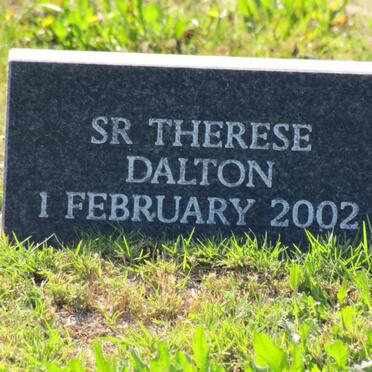 SR THERESE
DALTON
1 FEBRUARY 2002